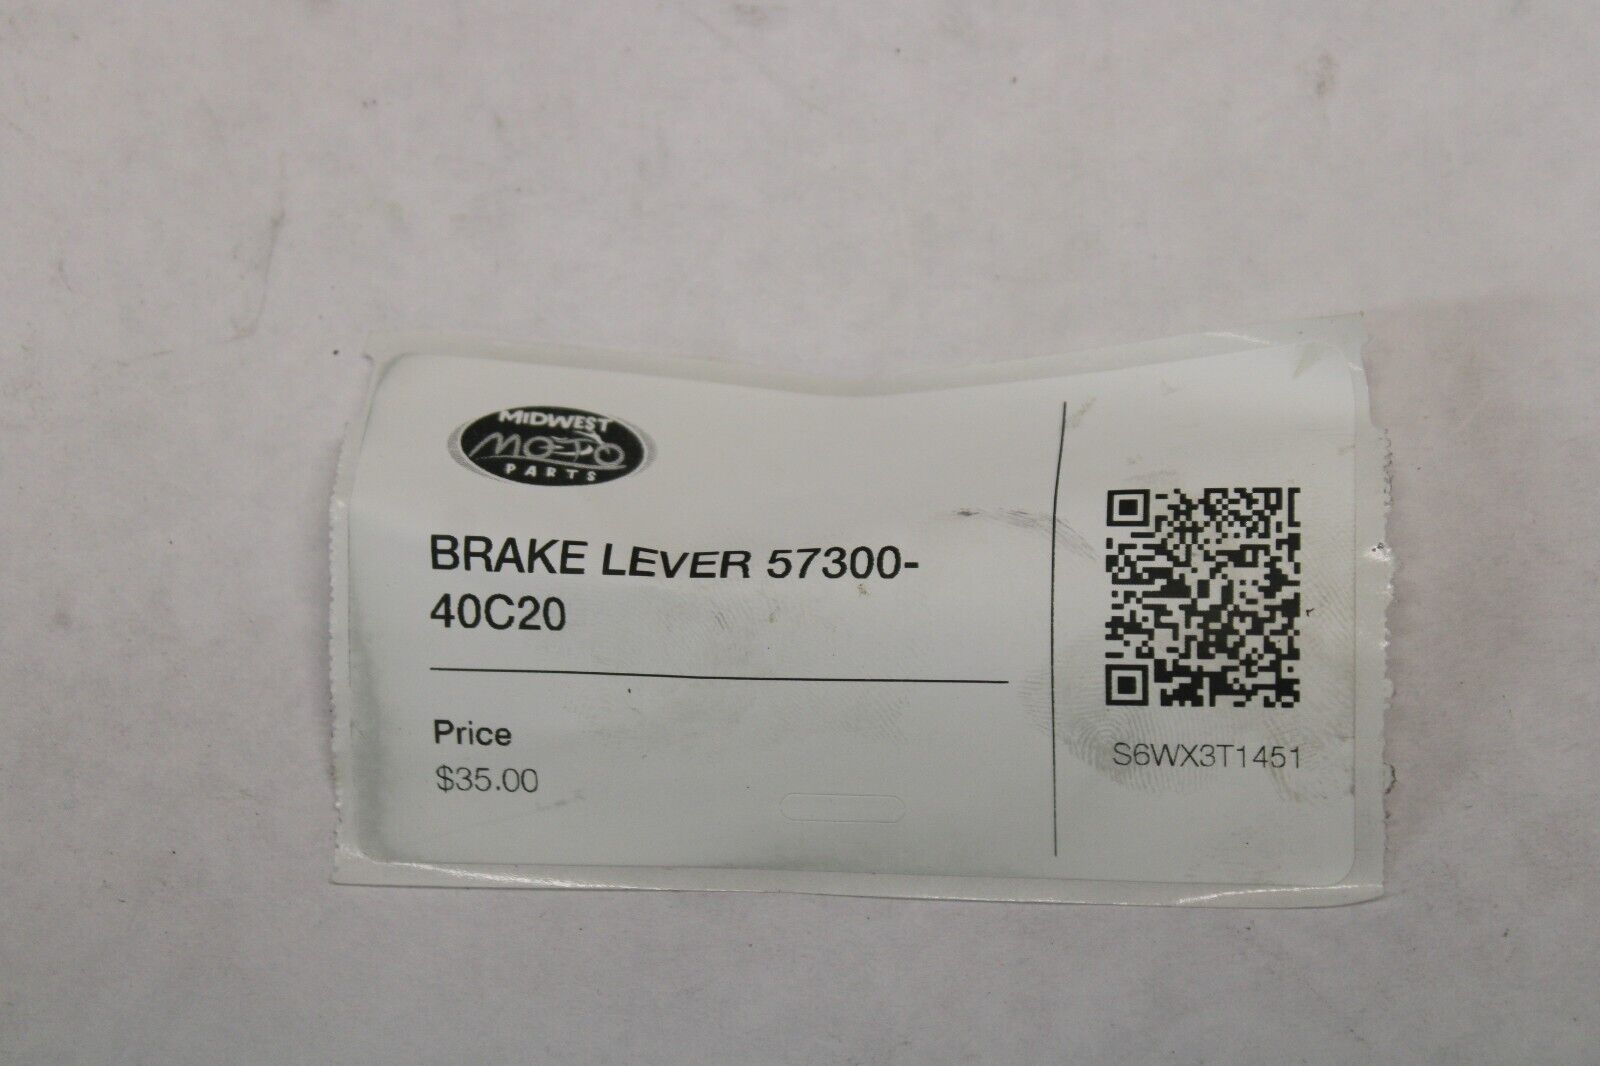 MIDWEST
MOTO
PARTS
BRAKE LEVER 57300-
40C20
Price
$35.00
S6WX3T1451